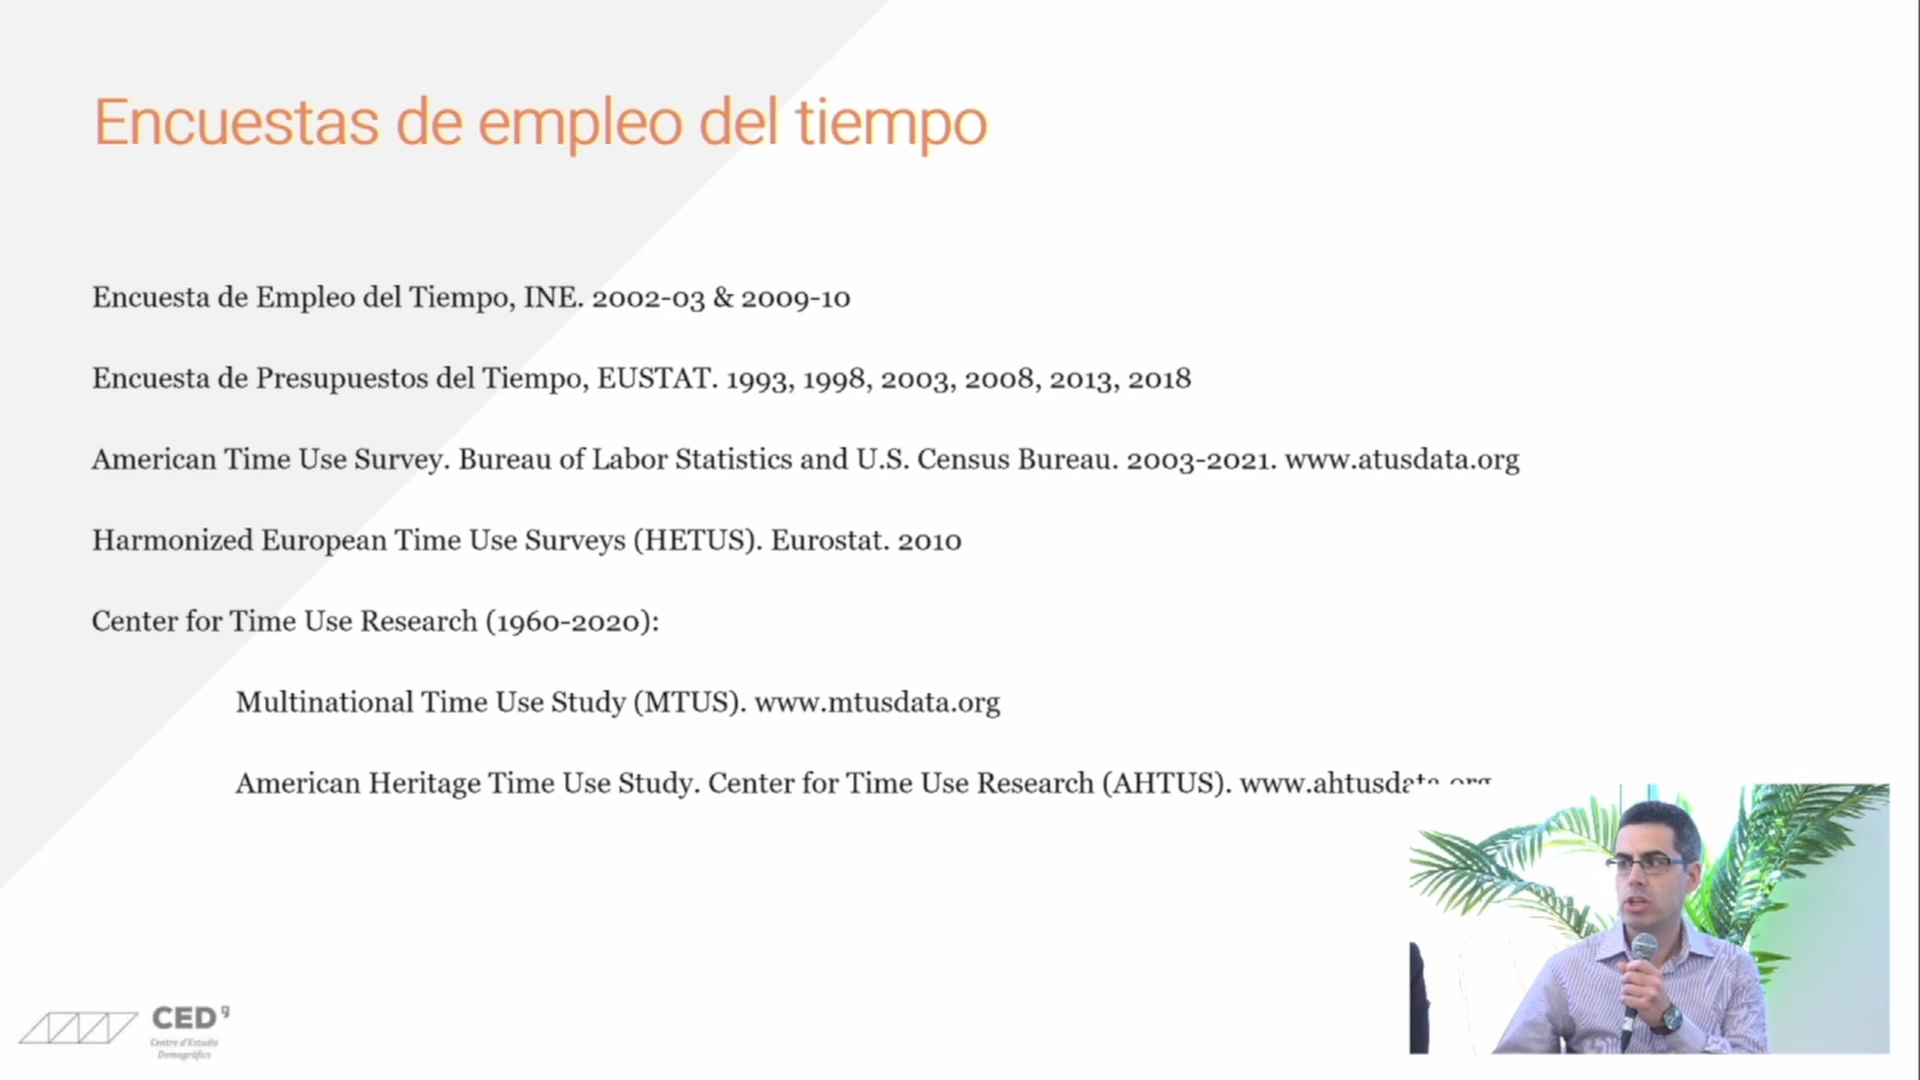 Encuestas de empleo del tiempo
Encuesta de Empleo del Tiempo, INE. 2002-03 & 2009-10
Encuesta de Presupuestos del Tiempo, EUSTAT. 1993, 1998, 2003, 2008, 2013, 2018
American Time Use Survey. Bureau of Labor Statistics and U.S. Census Bureau. 2003-2021. www.atusdata.org
Harmonized European Time Use Surveys (HETUS). Eurostat. 2010
Center for Time Use Research (1960-2020):
Multinational Time Use Study (MTUS). www.mtusdata.org
American Heritage Time Use Study. Center for Time Use Research (AHTUS). www.ahtusdata.org
CED⁹
Centre d'Estudis
Demogràfics